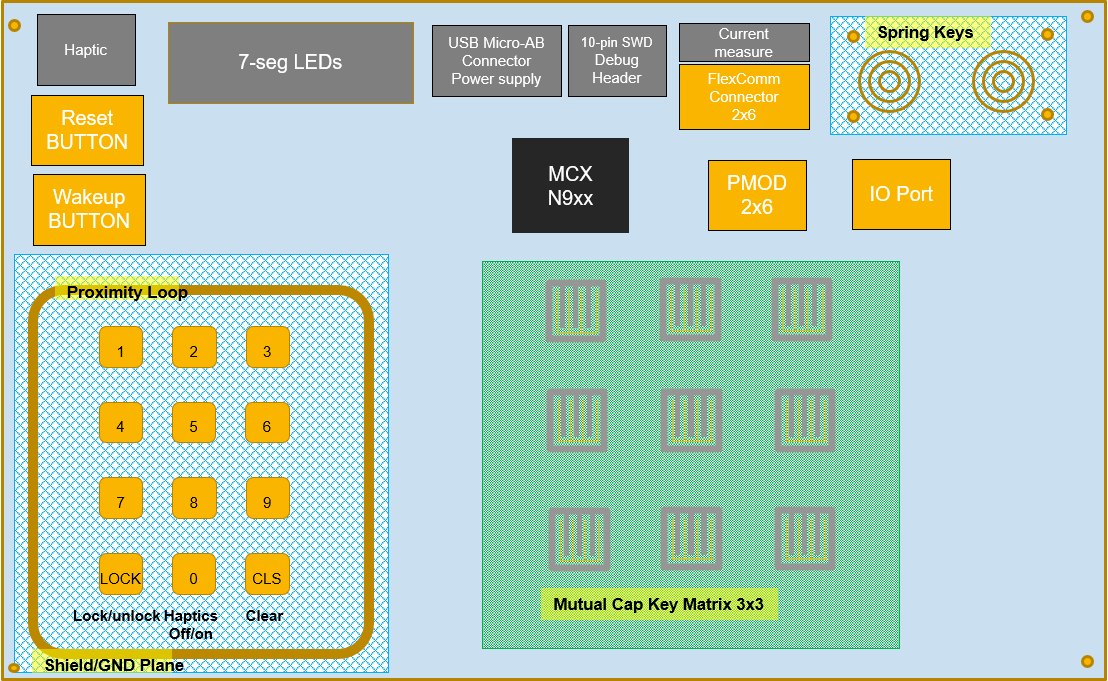 Haptic
7-seg LEDs
USB Micro-AB
Connector
Power supply
10-pin SWD
Debug
Header
Current
measure
FlexComm
Connector
2x6
Spring Keys
Reset
BUTTON
Wakeup
BUTTON
MCX
N9xx
PMOD
2x6
IO Port
Proximity Loop
1
2
3
4
5
6
7
8
9
LOCK
0
CLS
Lock/unlock
Haptics
Off/on
Clear
Shield/GND Plane
Mutual Cap Key Matrix 3x3